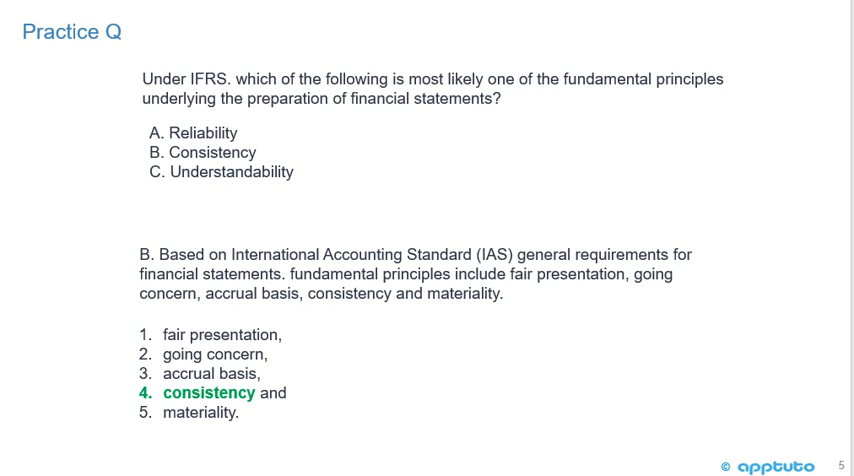 Practice Q
Under IFRS. which of the following is most likely one of the fundamental principles
underlying the preparation of financial statements?
A. Reliability
B. Consistency
C. Understandability
B. Based on International Accounting Standard (IAS) general requirements for
financial statements. fundamental principles include fair presentation, going
concern, accrual basis, consistency and materiality.
1. fair presentation,
2. going concern,
3. accrual basis,
4. consistency and
5. materiality.
© apptuto 5